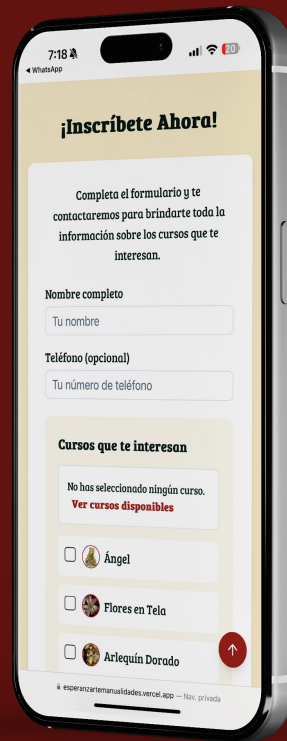 7:18
20
WhatsApp
¡Inscríbete Ahora!
Completa el formulario y te
contactaremos para brindarte toda la
información sobre los cursos que te
interesan.
Nombre completo
Tu nombre
Teléfono (opcional)
Tu número de teléfono
Cursos que te interesan
No has seleccionado ningún curso.
Ver cursos disponibles
Ángel
Flores en Tela
Arlequín Dorado
esperanzartemanualidades.vercel.app — Nav. privada